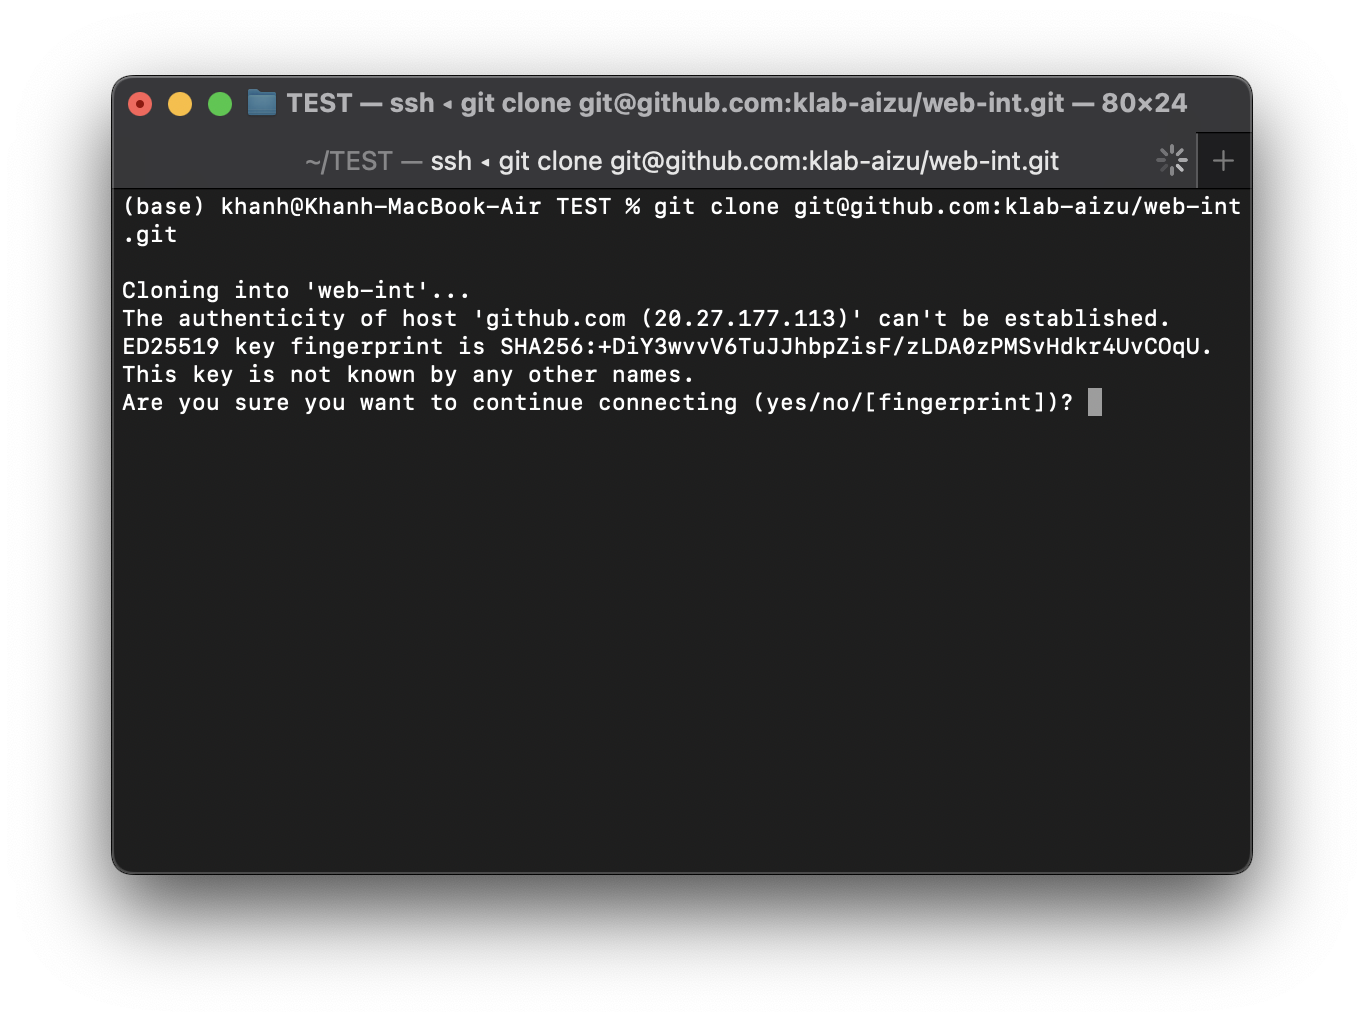 TEST — ssh ◂ git clone git@github.com:klab-aizu/web-int.git — 80×24
~/TEST — ssh ◂ git clone git@github.com:klab-aizu/web-int.git
(base) khanh@Khanh-MacBook-Air TEST % git clone git@github.com:klab-aizu/web-int
.git
Cloning into 'web-int'...
The authenticity of host 'github.com (20.27.177.113)' can't be established.
ED25519 key fingerprint is SHA256:+DiY3wvvV6TuJJhbpZisF/zLDA0zPMSvHdkr4UvCOqU.
This key is not known by any other names.
Are you sure you want to continue connecting (yes/no/[fingerprint])?